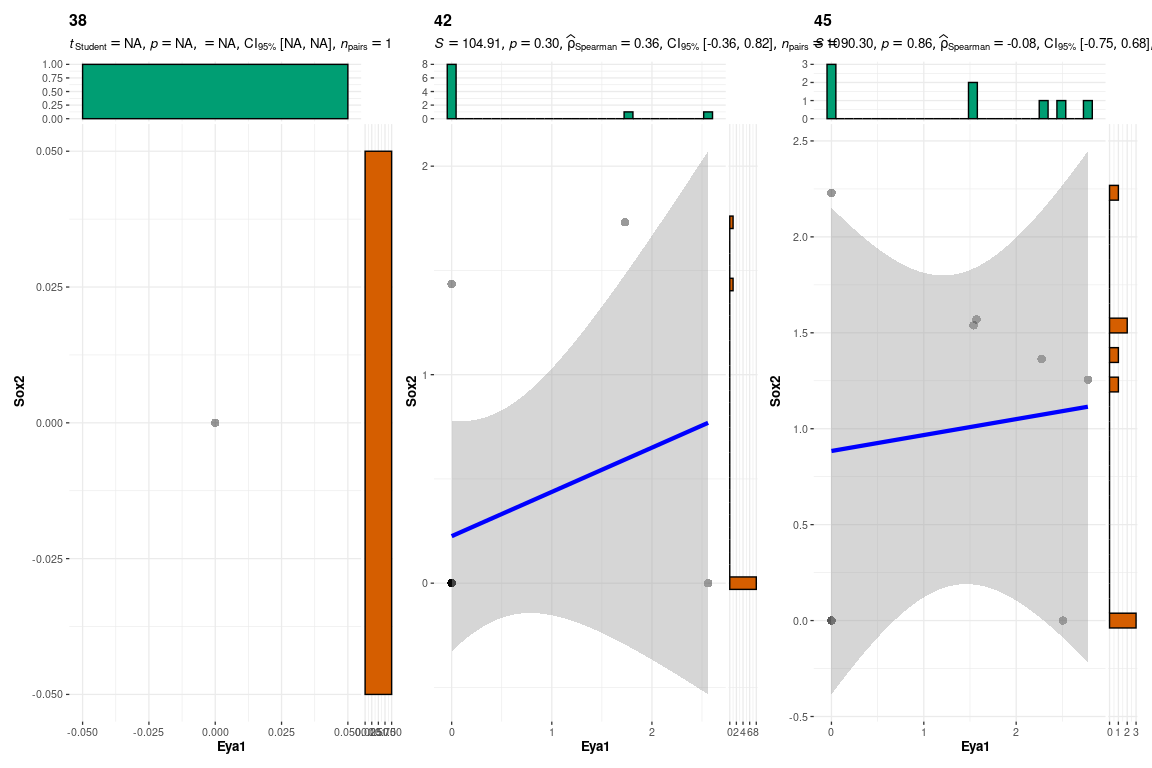 38
t_Student = NA, p = NA, = NA, CI_95% [NA, NA], n_pairs = 1
1.00
0.75
0.50
0.25
0.00
0.050
0.025
0.000
-0.025
-0.050
Sox2
-0.050 -0.025 0.000 0.025
Eya1
42
S = 104.91, p = 0.30, ρ̂_Spearman = 0.36, CI_95% [-0.36, 0.82], n_pairs
8
6
4
2
0
2
1
0
Sox2
0 1 2 0 2 4 6 8
Eya1
45
90.30, p = 0.86, ρ̂_Spearman = -0.08, CI_95% [-0.75, 0.68],
3
2
1
0
2.5
2.0
1.5
1.0
0.5
0.0
-0.5
Sox2
0 1 2 0 1 2 3
Eya1